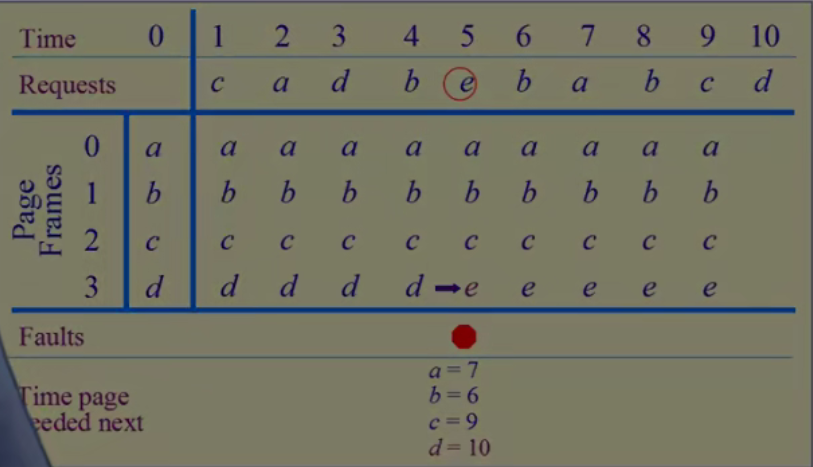 Time 0 1 2 3 4 5 6 7 8 9 10
Requests c a d b e b a b c d
Page Frames
0 a a a a a a a a a a
1 b b b b b b b b b b
2 c c c c c c c c c c
3 d d d d d e e e e e
Faults
a = 7
Time page b = 6
needed next c = 9
d = 10